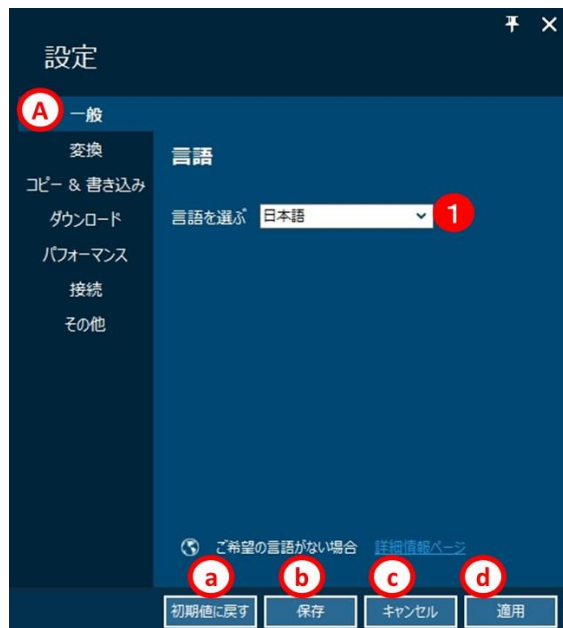 設定
A 一般
変換
コピー & 書き込み
ダウンロード
パフォーマンス
接続
その他
言語
言語を選ぶ 日本語 1
ご希望の言語がない場合 詳細情報ページ
a b c d
初期値に戻す 保存 キャンセル 適用